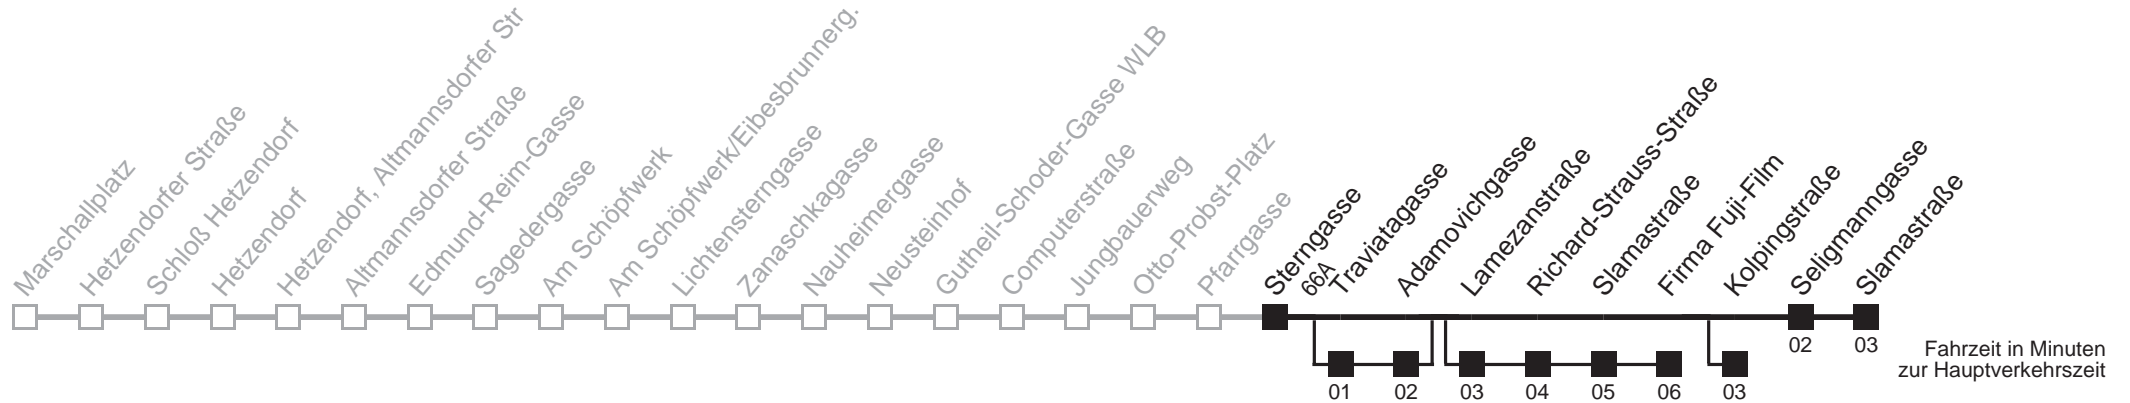 Marschallplatz
Hetzendorfer Straße
Schloß Hetzendorf
Hetzendorf
Hetzendorf, Altmannsdorfer Str
Altmannsdorfer Straße
Edmund-Reim-Gasse
Sagedergasse
Am Schöpfwerk
Am Schöpfwerk/Eibesbrunnerg.
Lichtensterngasse
Zanaschkagasse
Nauheimergasse
Neusteinhof
Gutheil-Schoder-Gasse WLB
Computerstraße
Jungbauerweg
Otto-Probst-Platz
Pfarrgasse
Sterngasse
66A
Traviatagasse
Adamovichgasse
Lamezanstraße
Richard-Strauss-Straße
Slamastraße
Firma Fuji-Film
Kolpingstraße
Seligmanngasse
Slamastraße
02
03
01
02
03
04
05
06
03
Fahrzeit in Minuten
zur Hauptverkehrszeit